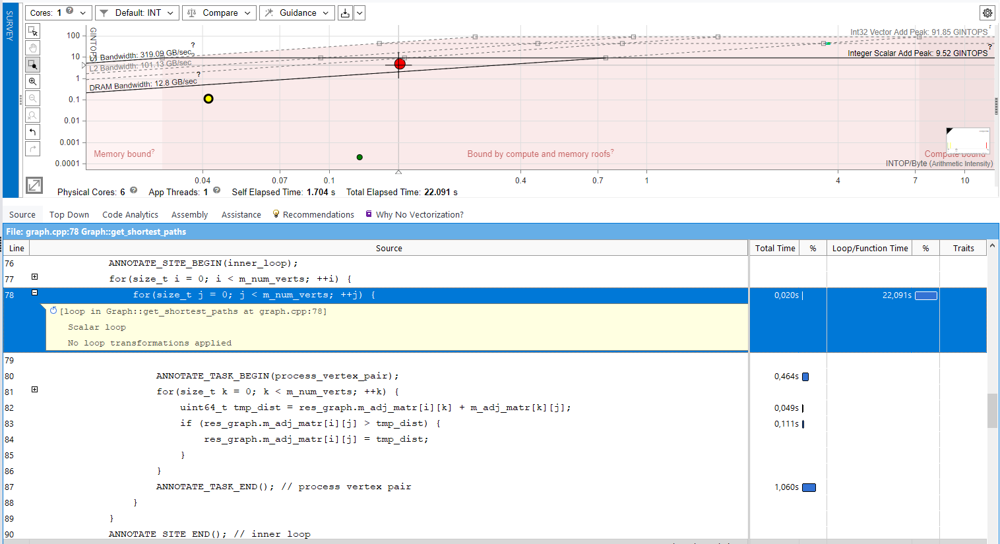 SURVEY
Cores: 1 ? Default: INT Compare Guidance
GINTOPS
100
10
1
0.1
0.01
0.001
0.0001
L1 Bandwidth: 319.09 GB/sec ?
L2 Bandwidth: 101.13 GB/sec
DRAM Bandwidth: 12.8 GB/sec ?
Int32 Vector Add Peak: 91.85 GINTOPS ?
Integer Scalar Add Peak: 9.52 GINTOPS ?
Memory bound? Bound by compute and memory roofs? Compute bound
INTOP/Byte (Arithmetic Intensity)
0.04 0.07 0.1 0.4 0.7 1 4 7 10
Physical Cores: 6 ? App Threads: 1 ? Self Elapsed Time: 1.704 s Total Elapsed Time: 22.091 s
Source Top Down Code Analytics Assembly Assistance Recommendations Why No Vectorization?
File: graph.cpp:78 Graph::get_shortest_paths
Line Source Total Time % Loop/Function Time % Traits
76 ANNOTATE_SITE_BEGIN(inner_loop);
77 for(size_t i = 0; i < m_num_verts; ++i) {
78 for(size_t j = 0; j < m_num_verts; ++j) { 0,020s 22,091s
[loop in Graph::get_shortest_paths at graph.cpp:78]
Scalar loop
No loop transformations applied
79
80 ANNOTATE_TASK_BEGIN(process_vertex_pair); 0,464s
81 for(size_t k = 0; k < m_num_verts; ++k) {
82 uint64_t tmp_dist = res_graph.m_adj_matr[i][k] + m_adj_matr[k][j]; 0,049s
83 if (res_graph.m_adj_matr[i][j] > tmp_dist) { 0,111s
84 res_graph.m_adj_matr[i][j] = tmp_dist;
85 }
86 }
87 ANNOTATE_TASK_END(); // process vertex pair 1,060s
88 }
89 }
90 ANNOTATE_SITE_END(); // inner loop